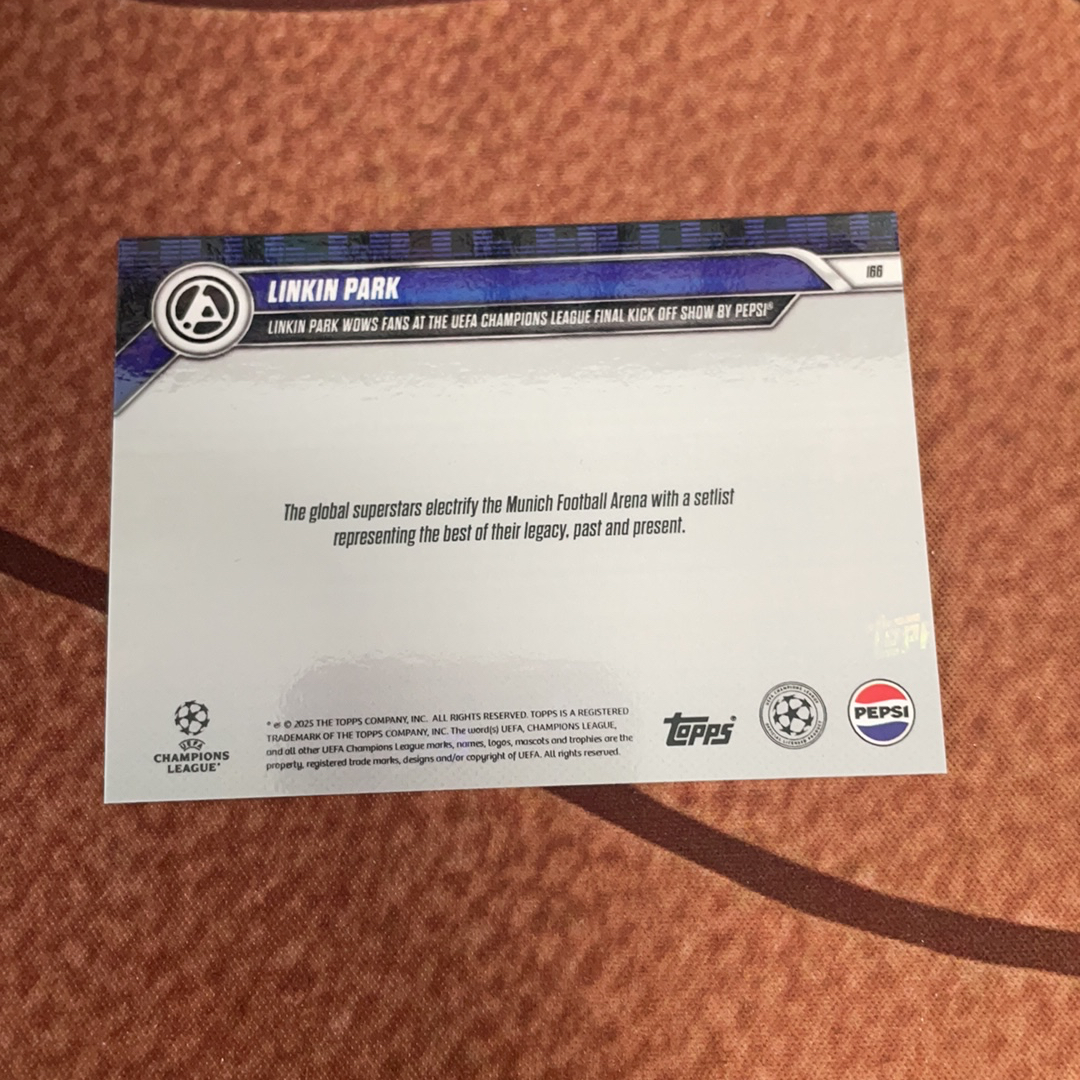 LINKIN PARK
166
LINKIN PARK WOWS FANS AT THE UEFA CHAMPIONS LEAGUE FINAL KICK OFF SHOW BY PEPSI®
The global superstars electrify the Munich Football Arena with a setlist
representing the best of their legacy, past and present.
UEFA
CHAMPIONS
LEAGUE®
© 2025 THE TOPPS COMPANY, INC. ALL RIGHTS RESERVED. TOPPS IS A REGISTERED
TRADEMARK OF THE TOPPS COMPANY, INC. The word(s) UEFA, CHAMPIONS LEAGUE,
and all other UEFA Champions League marks, names, logos, mascots and trophies are the
property, registered trade marks, designs and/or copyright of UEFA. All rights reserved.
topps®
PEPSI